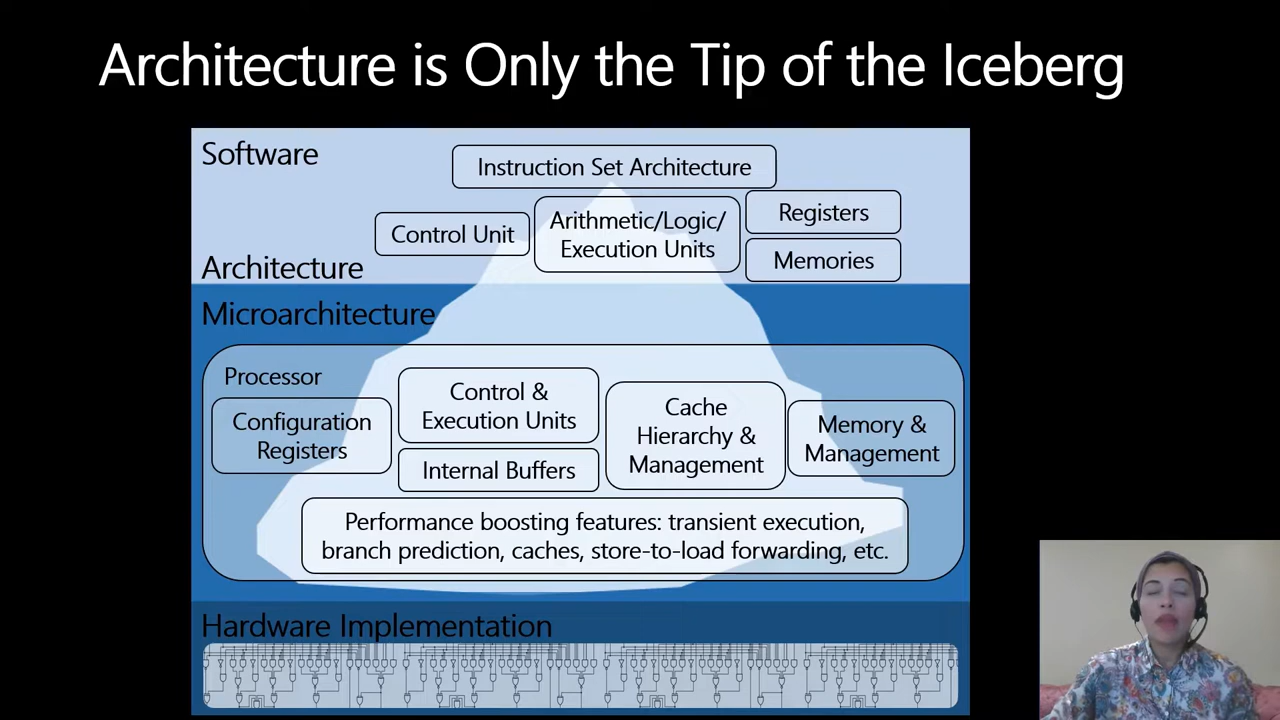 Architecture is Only the Tip of the Iceberg
Software
Instruction Set Architecture
Control Unit
Arithmetic/Logic/
Execution Units
Registers
Memories
Architecture
Microarchitecture
Processor
Configuration
Registers
Control &
Execution Units
Internal Buffers
Cache
Hierarchy &
Management
Memory &
Management
Performance boosting features: transient execution,
branch prediction, caches, store-to-load forwarding, etc.
Hardware Implementation